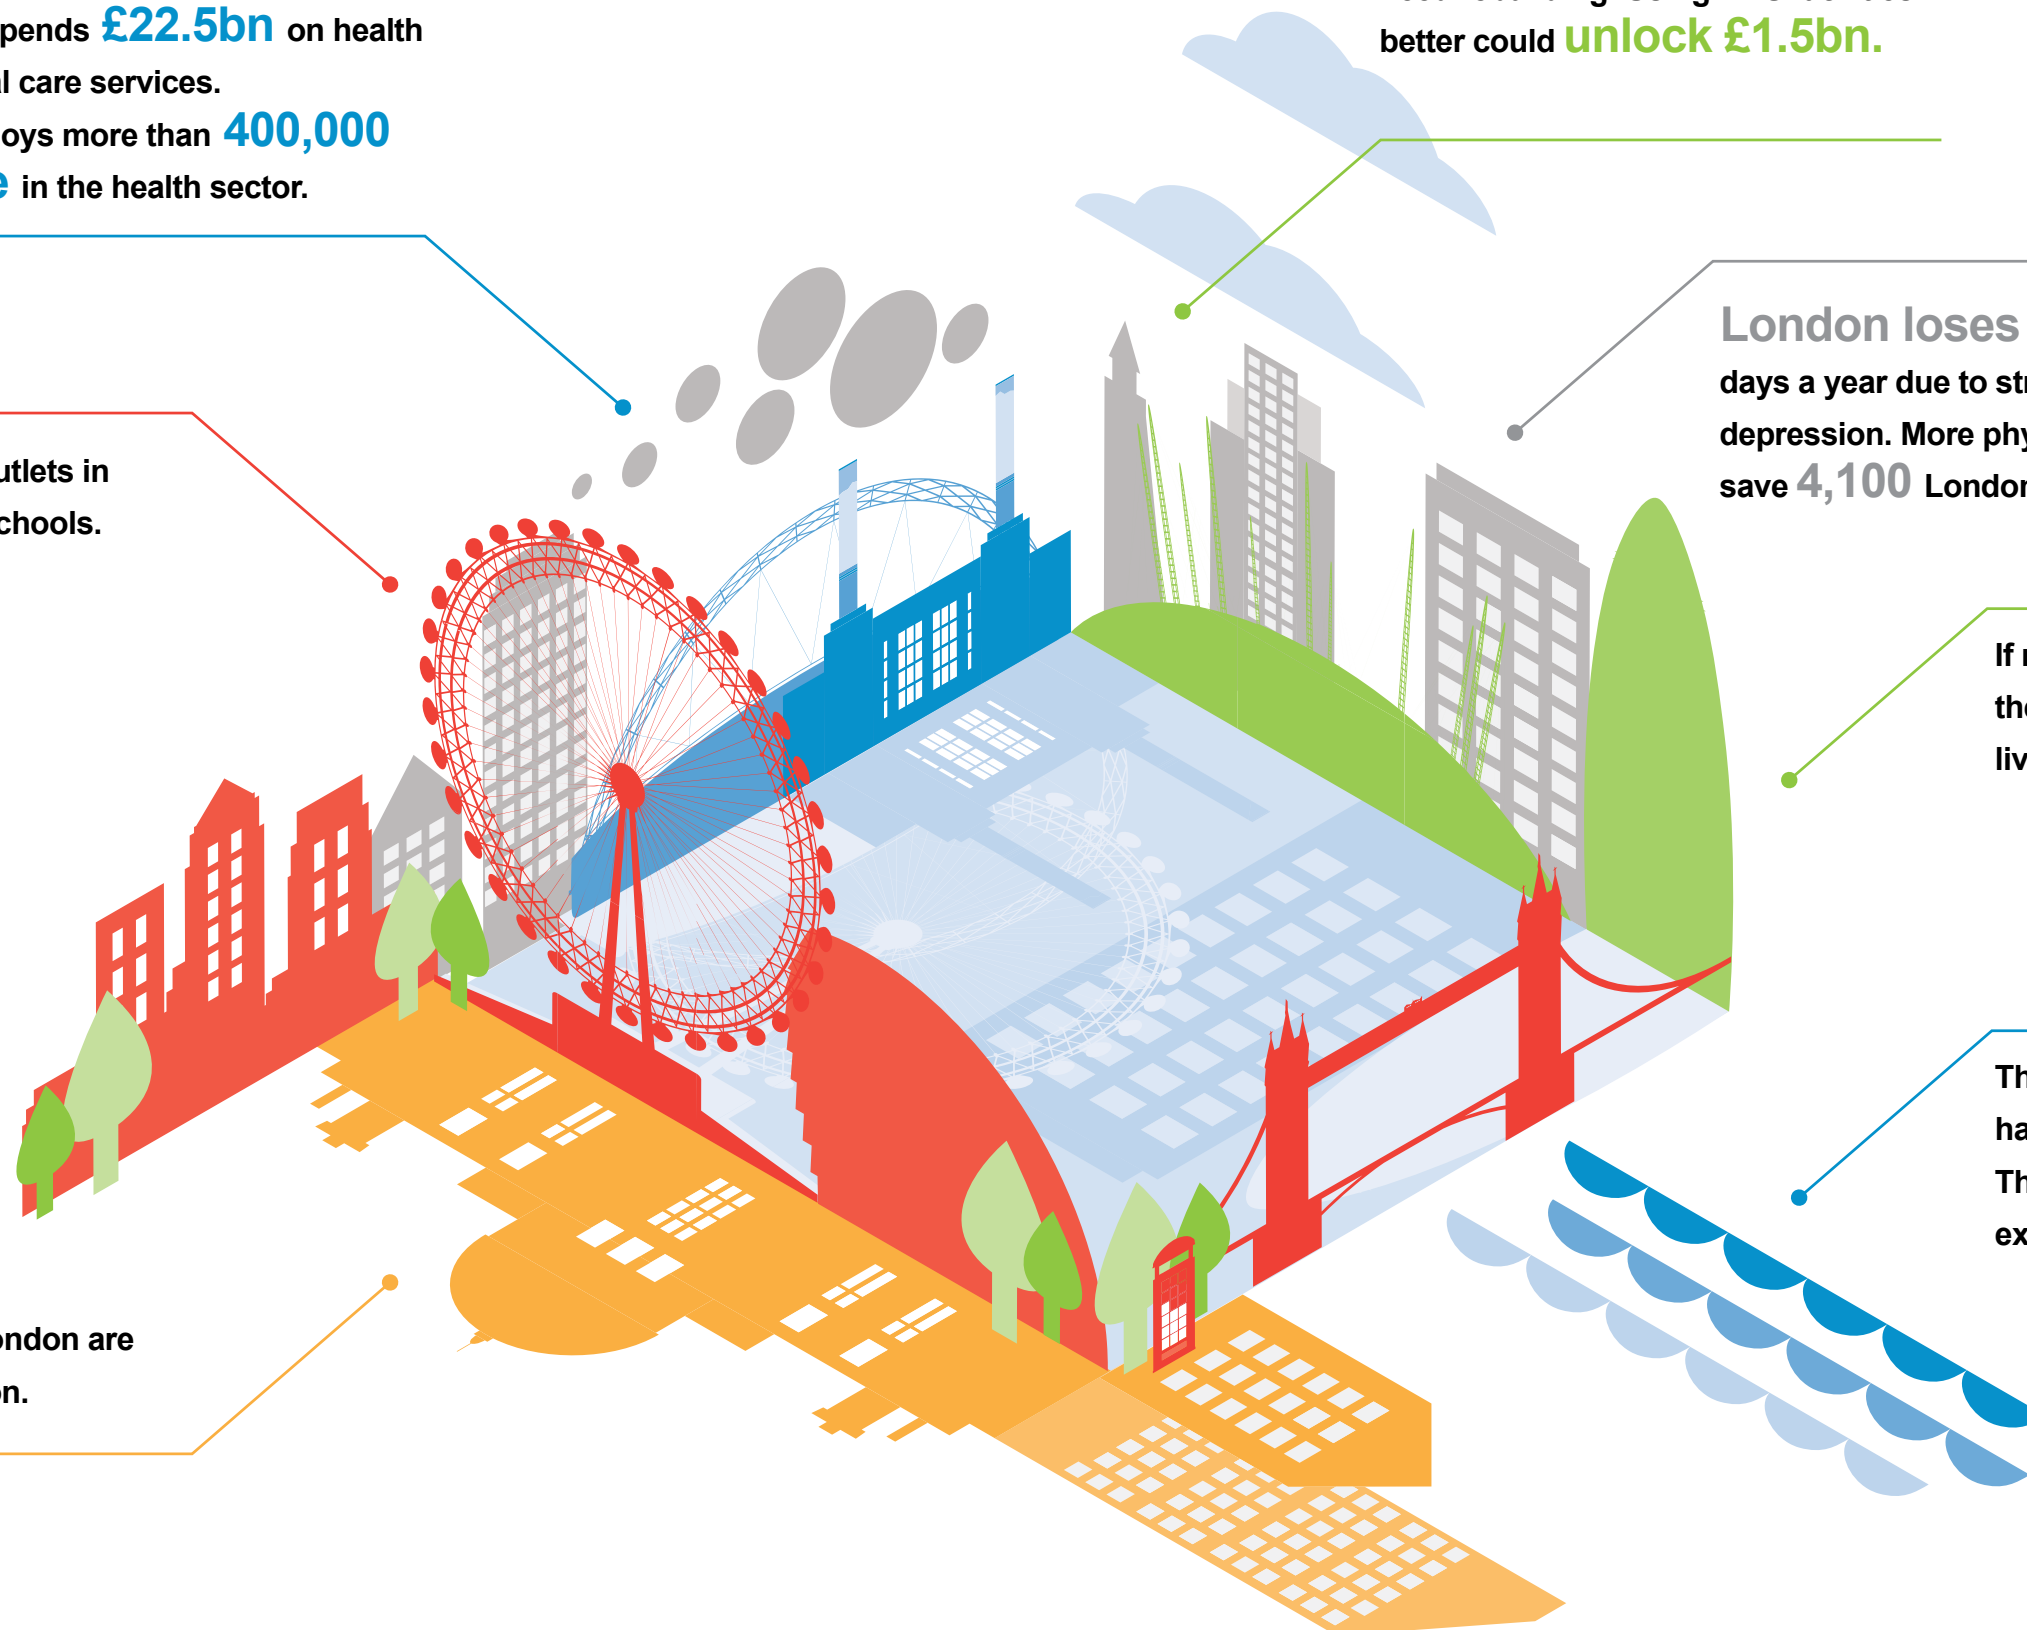 pends £22.5bn on health
l care services.
oys more than 400,000
e in the health sector.
better could unlock £1.5bn.
London loses
days a year due to str
depression. More phy
save 4,100 London
utlets in
chools.
If
the
liv
Th
ha
Th
ex
ondon are
on.